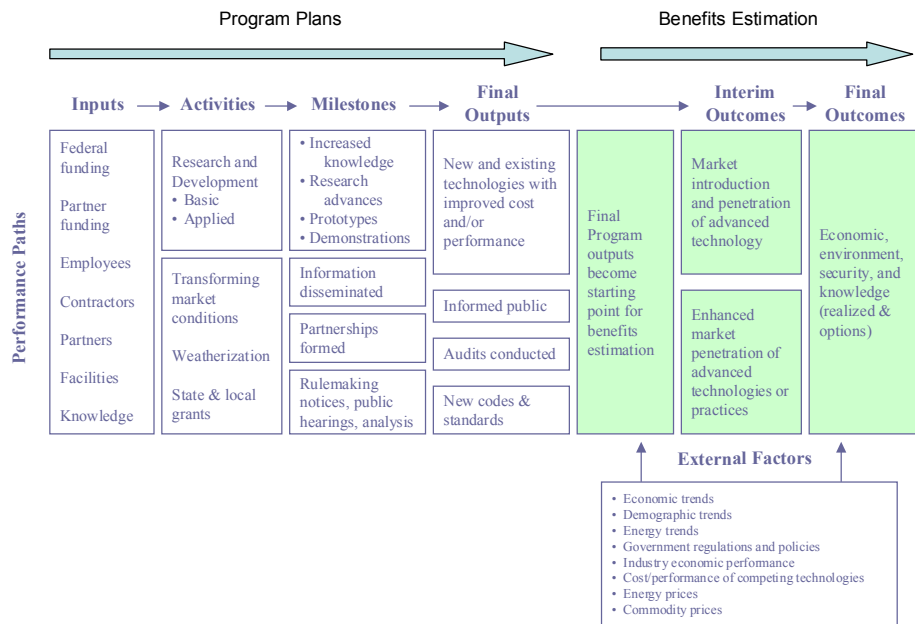 Program Plans
Benefits Estimation
Inputs
Activities
Milestones
Final
Outputs
Interim
Outcomes
Final
Outcomes
Performance Paths
Federal
funding
Partner
funding
Employees
Contractors
Partners
Facilities
Knowledge
Research and
Development
• Basic
• Applied
Transforming
market
conditions
Weatherization
State & local
grants
• Increased
knowledge
• Research
advances
• Prototypes
• Demonstrations
Information
disseminated
Partnerships
formed
Rulemaking
notices, public
hearings, analysis
New and existing
technologies with
improved cost
and/or
performance
Informed public
Audits conducted
New codes &
standards
Final
Program
outputs
become
starting
point for
benefits
estimation
Market
introduction
and penetration
of advanced
technology
Enhanced
market
penetration of
advanced
technologies or
practices
Economic,
environment,
security, and
knowledge
(realized &
options)
External Factors
• Economic trends
• Demographic trends
• Energy trends
• Government regulations and policies
• Industry economic performance
• Cost/performance of competing technologies
• Energy prices
• Commodity prices